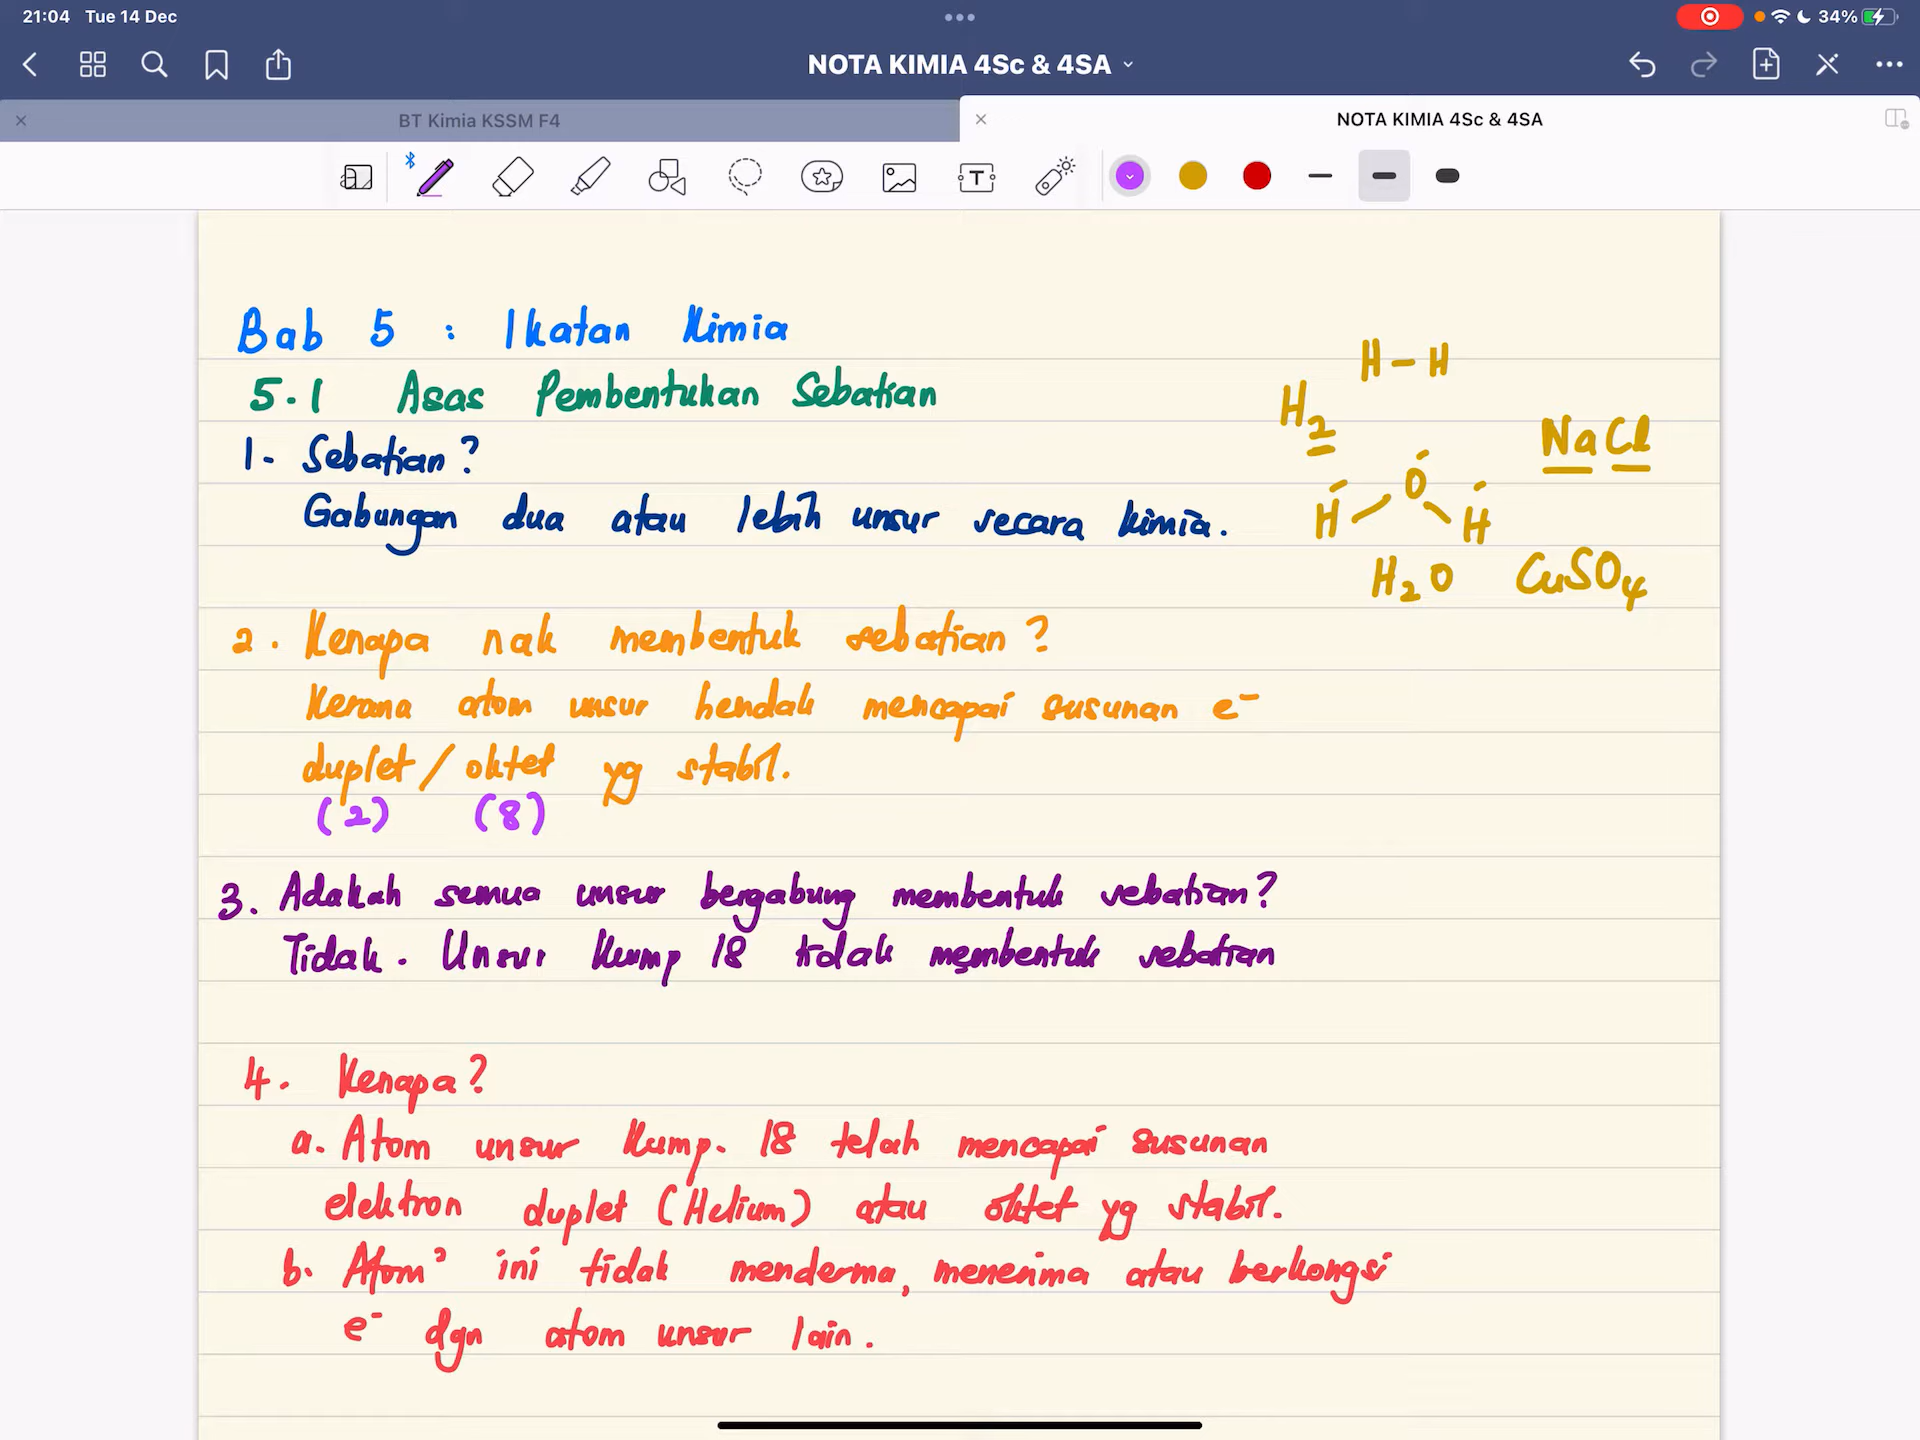 21:04 Tue 14 Dec
34%
NOTA KIMIA 4Sc & 4SA
BT Kimia KSSM F4
NOTA KIMIA 4Sc & 4SA
Bab 5 : Ikatan Kimia
5.1 Asas Pembentukan Sebatian
1. Sebatian?
Gabungan dua atau lebih unsur secara kimia.
H-H
H₂
NaCl
O
H H
H₂O CuSO₄
2. Kenapa nak membentuk sebatian?
Kerana atom unsur hendak mencapai susunan e⁻
duplet/oktet yg stabil.
(2) (8)
3. Adakah semua unsur bergabung membentuk sebatian?
Tidak. Unsur Kump 18 tidak membentuk sebatian
4. Kenapa?
a. Atom unsur Kump. 18 telah mencapai susunan
elektron duplet (Helium) atau oktet yg stabil.
b. Atom² ini tidak menderma, menerima atau berkongsi
e⁻ dgn atom unsur lain.